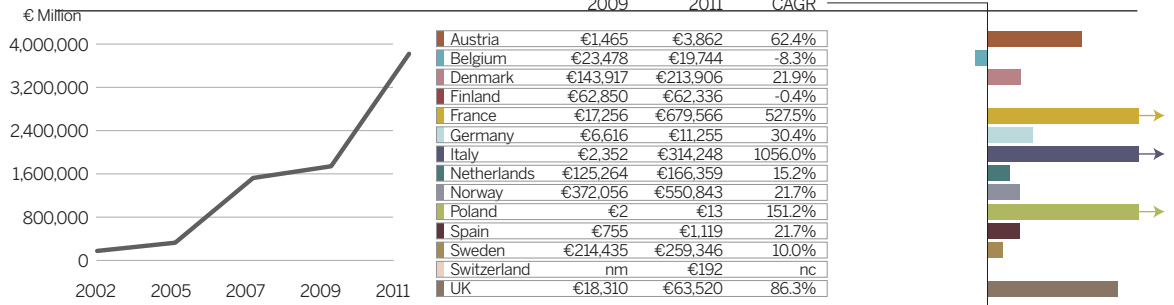 2009 2011 CAGR
€ Million
4,000,000
3,200,000
2,400,000
1,600,000
800,000
0
2002 2005 2007 2009 2011
Austria €1,465 €3,862 62.4%
Belgium €23,478 €19,744 -8.3%
Denmark €143,917 €213,906 21.9%
Finland €62,850 €62,336 -0.4%
France €17,256 €679,566 527.5%
Germany €6,616 €11,255 30.4%
Italy €2,352 €314,248 1056.0%
Netherlands €125,264 €166,359 15.2%
Norway €372,056 €550,843 21.7%
Poland €2 €13 151.2%
Spain €755 €1,119 21.7%
Sweden €214,435 €259,346 10.0%
Switzerland nm €192 nc
UK €18,310 €63,520 86.3%